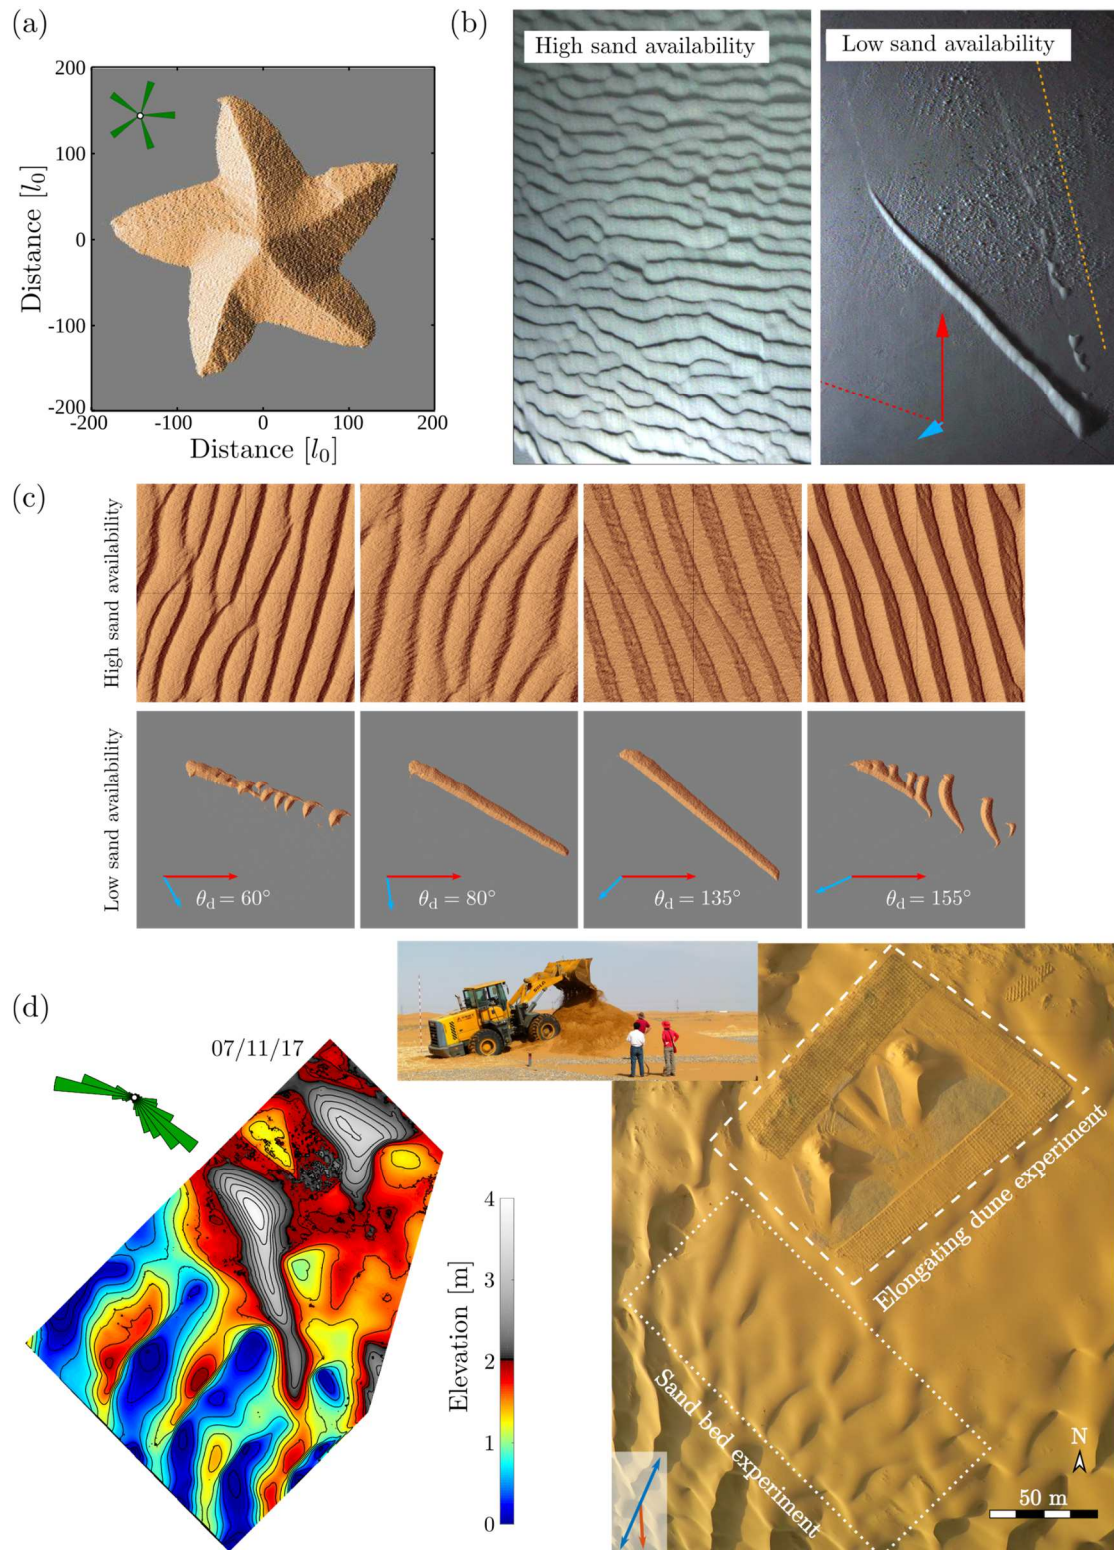 (a)
200
100
0
-100
-200
-200
-100
0
100
200
Distance [l₀]
Distance [l₀]
(b)
High sand availability
Low sand availability
(c)
High sand availability
Low sand availability
θd = 60°
θd = 80°
θd = 135°
θd = 155°
(d)
07/11/17
Elevation [m]
4
3
2
1
0
Elongating dune experiment
Sand bed experiment
N
50 m